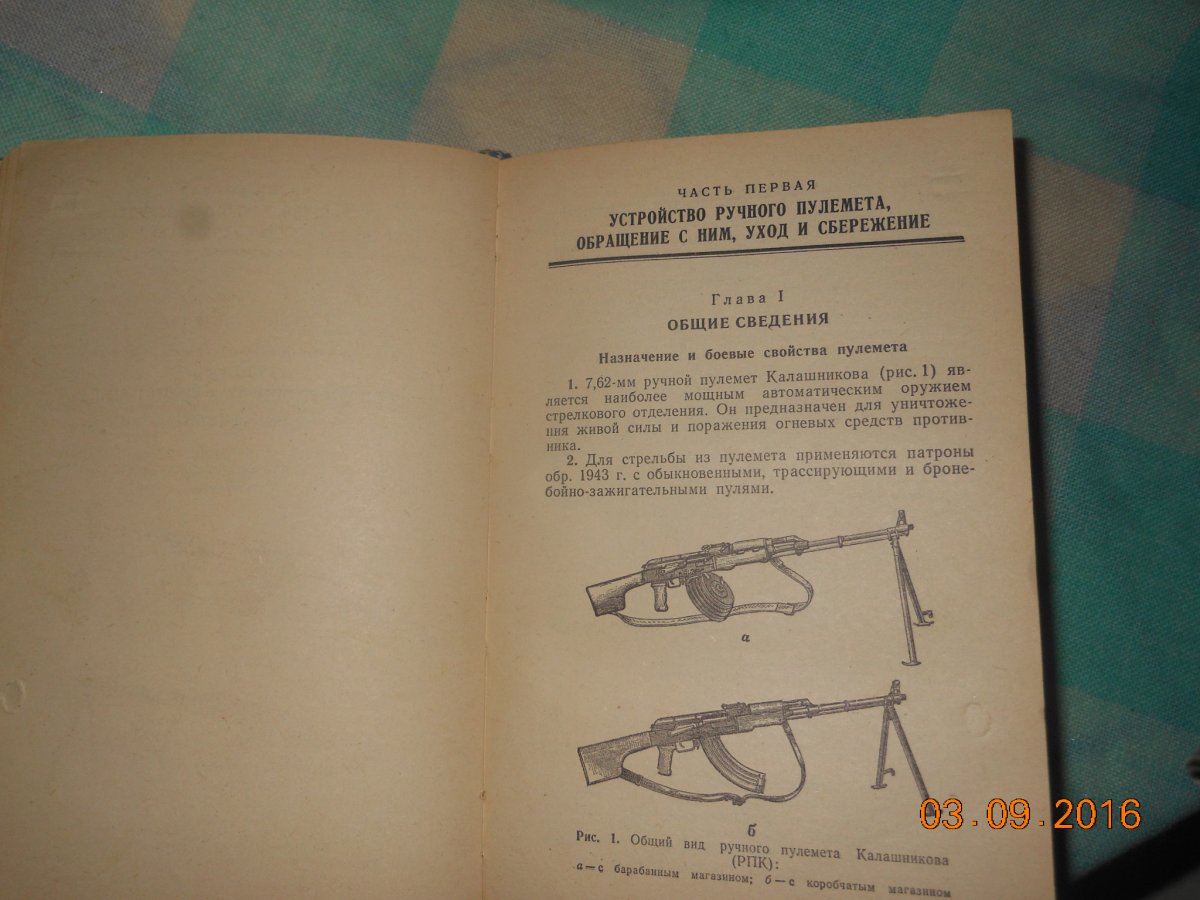 ЧАСТЬ ПЕРВАЯ
УСТРОЙСТВО РУЧНОГО ПУЛЕМЕТА,
ОБРАЩЕНИЕ С НИМ, УХОД И СБЕРЕЖЕНИЕ
Глава I
ОБЩИЕ СВЕДЕНИЯ
Назначение и боевые свойства пулемета
1. 7,62-мм ручной пулемет Калашникова (рис. 1) яв-
ляется наиболее мощным автоматическим оружием
стрелкового отделения. Он предназначен для уничтоже-
ния живой силы и поражения огневых средств против-
ника.
2. Для стрельбы из пулемета применяются патроны
обр. 1943 г. с обыкновенными, трассирующими и броне-
бойно-зажигательными пулями.
а
б
Рис. 1. Общий вид ручного пулемета Калашникова
(РПК):
а — с барабанным магазином; б — с коробчатым магазином
03.09.2016